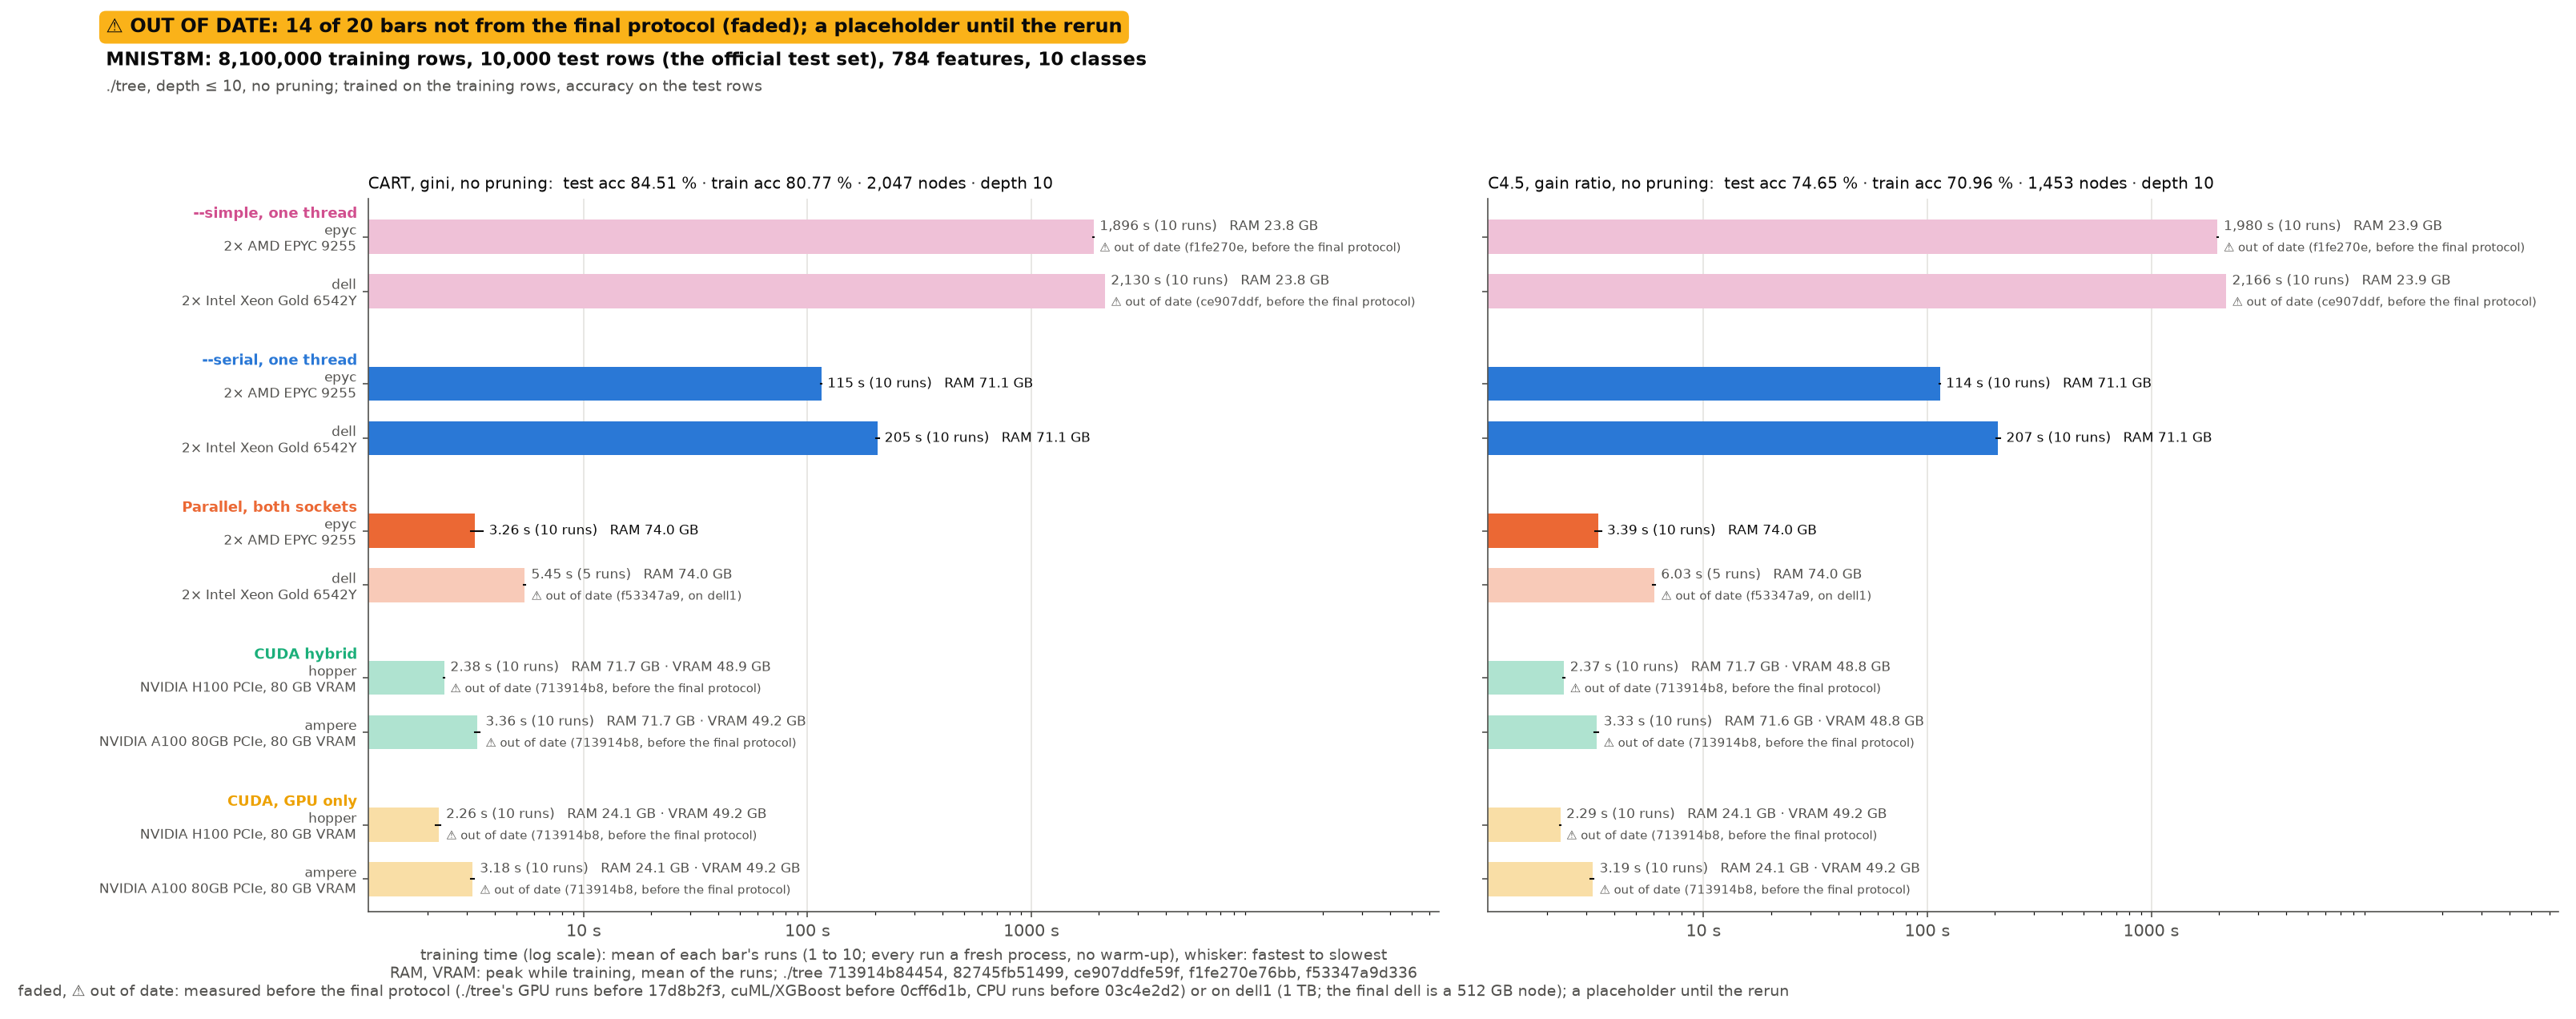 ⚠ OUT OF DATE: 14 of 20 bars not from the final protocol (faded); a placeholder until the rerun
MNIST8M: 8,100,000 training rows, 10,000 test rows (the official test set), 784 features, 10 classes
./tree, depth ≤ 10, no pruning; trained on the training rows, accuracy on the test rows
CART, gini, no pruning:  test acc 84.51 % · train acc 80.77 % · 2,047 nodes · depth 10
--simple, one thread
epyc
2× AMD EPYC 9255
1,896 s (10 runs)   RAM 23.8 GB
⚠ out of date (f1fe270e, before the final protocol)
dell
2× Intel Xeon Gold 6542Y
2,130 s (10 runs)   RAM 23.8 GB
⚠ out of date (ce907ddf, before the final protocol)
--serial, one thread
epyc
2× AMD EPYC 9255
115 s (10 runs)   RAM 71.1 GB
dell
2× Intel Xeon Gold 6542Y
205 s (10 runs)   RAM 71.1 GB
Parallel, both sockets
epyc
2× AMD EPYC 9255
3.26 s (10 runs)   RAM 74.0 GB
dell
2× Intel Xeon Gold 6542Y
5.45 s (5 runs)   RAM 74.0 GB
⚠ out of date (f53347a9, on dell1)
CUDA hybrid
hopper
NVIDIA H100 PCIe, 80 GB VRAM
2.38 s (10 runs)   RAM 71.7 GB · VRAM 48.9 GB
⚠ out of date (713914b8, before the final protocol)
ampere
NVIDIA A100 80GB PCIe, 80 GB VRAM
3.36 s (10 runs)   RAM 71.7 GB · VRAM 49.2 GB
⚠ out of date (713914b8, before the final protocol)
CUDA, GPU only
hopper
NVIDIA H100 PCIe, 80 GB VRAM
2.26 s (10 runs)   RAM 24.1 GB · VRAM 49.2 GB
⚠ out of date (713914b8, before the final protocol)
ampere
NVIDIA A100 80GB PCIe, 80 GB VRAM
3.18 s (10 runs)   RAM 24.1 GB · VRAM 49.2 GB
⚠ out of date (713914b8, before the final protocol)
10 s 100 s 1000 s
C4.5, gain ratio, no pruning:  test acc 74.65 % · train acc 70.96 % · 1,453 nodes · depth 10
1,980 s (10 runs)   RAM 23.9 GB
⚠ out of date (f1fe270e, before the final protocol)
2,166 s (10 runs)   RAM 23.9 GB
⚠ out of date (ce907ddf, before the final protocol)
114 s (10 runs)   RAM 71.1 GB
207 s (10 runs)   RAM 71.1 GB
3.39 s (10 runs)   RAM 74.0 GB
6.03 s (5 runs)   RAM 74.0 GB
⚠ out of date (f53347a9, on dell1)
2.37 s (10 runs)   RAM 71.7 GB · VRAM 48.8 GB
⚠ out of date (713914b8, before the final protocol)
3.33 s (10 runs)   RAM 71.6 GB · VRAM 48.8 GB
⚠ out of date (713914b8, before the final protocol)
2.29 s (10 runs)   RAM 24.1 GB · VRAM 49.2 GB
⚠ out of date (713914b8, before the final protocol)
3.19 s (10 runs)   RAM 24.1 GB · VRAM 49.2 GB
⚠ out of date (713914b8, before the final protocol)
10 s 100 s 1000 s
training time (log scale): mean of each bar's runs (1 to 10; every run a fresh process, no warm-up), whisker: fastest to slowest
RAM, VRAM: peak while training, mean of the runs; ./tree 713914b84454, 82745fb51499, ce907ddfe59f, f1fe270e76bb, f53347a9d336
faded, ⚠ out of date: measured before the final protocol (./tree's GPU runs before 17d8b2f3, cuML/XGBoost before 0cff6d1b, CPU runs before 03c4e2d2) or on dell1 (1 TB; the final dell is a 512 GB node); a placeholder until the rerun